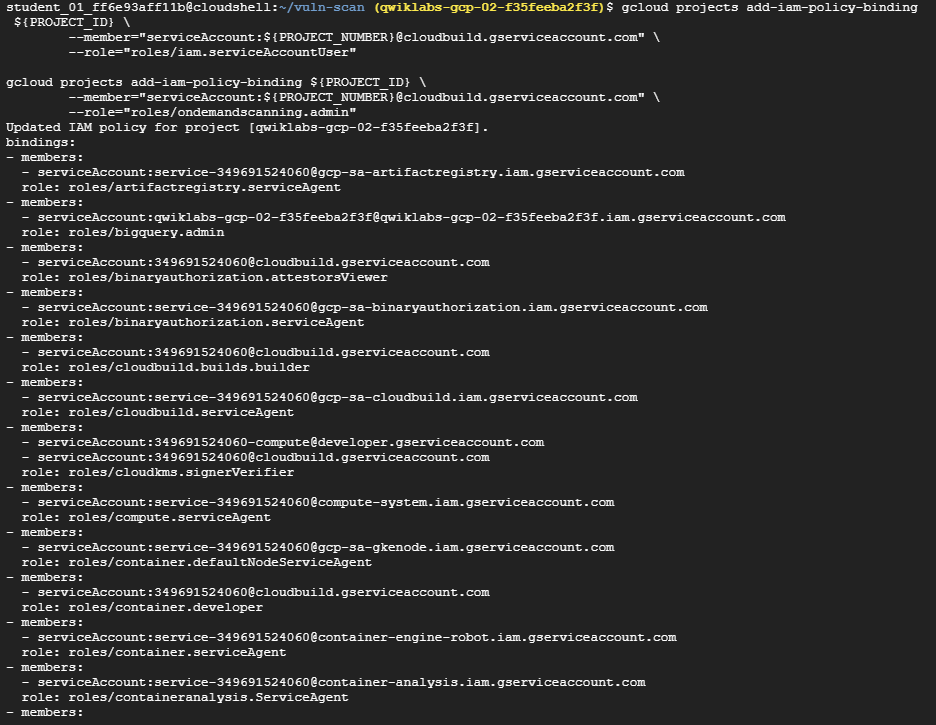 student_01_ff6e93aff11b@cloudshell:~/vuln-scan (qwiklabs-gcp-02-f35feeba2f3f)$ gcloud projects add-iam-policy-binding
 ${PROJECT_ID} \
        --member="serviceAccount:${PROJECT_NUMBER}@cloudbuild.gserviceaccount.com" \
        --role="roles/iam.serviceAccountUser"

gcloud projects add-iam-policy-binding ${PROJECT_ID} \
        --member="serviceAccount:${PROJECT_NUMBER}@cloudbuild.gserviceaccount.com" \
        --role="roles/ondemandscanning.admin"
Updated IAM policy for project [qwiklabs-gcp-02-f35feeba2f3f].
bindings:
- members:
  - serviceAccount:service-349691524060@gcp-sa-artifactregistry.iam.gserviceaccount.com
  role: roles/artifactregistry.serviceAgent
- members:
  - serviceAccount:qwiklabs-gcp-02-f35feeba2f3f@qwiklabs-gcp-02-f35feeba2f3f.iam.gserviceaccount.com
  role: roles/bigquery.admin
- members:
  - serviceAccount:349691524060@cloudbuild.gserviceaccount.com
  role: roles/binaryauthorization.attestorsViewer
- members:
  - serviceAccount:service-349691524060@gcp-sa-binaryauthorization.iam.gserviceaccount.com
  role: roles/binaryauthorization.serviceAgent
- members:
  - serviceAccount:349691524060@cloudbuild.gserviceaccount.com
  role: roles/cloudbuild.builds.builder
- members:
  - serviceAccount:service-349691524060@gcp-sa-cloudbuild.iam.gserviceaccount.com
  role: roles/cloudbuild.serviceAgent
- members:
  - serviceAccount:349691524060-compute@developer.gserviceaccount.com
  - serviceAccount:349691524060@cloudbuild.gserviceaccount.com
  role: roles/cloudkms.signerVerifier
- members:
  - serviceAccount:service-349691524060@compute-system.iam.gserviceaccount.com
  role: roles/compute.serviceAgent
- members:
  - serviceAccount:service-349691524060@gcp-sa-gkenode.iam.gserviceaccount.com
  role: roles/container.defaultNodeServiceAgent
- members:
  - serviceAccount:349691524060@cloudbuild.gserviceaccount.com
  role: roles/container.developer
- members:
  - serviceAccount:service-349691524060@container-engine-robot.iam.gserviceaccount.com
  role: roles/container.serviceAgent
- members:
  - serviceAccount:service-349691524060@container-analysis.iam.gserviceaccount.com
  role: roles/containeranalysis.ServiceAgent
- members: